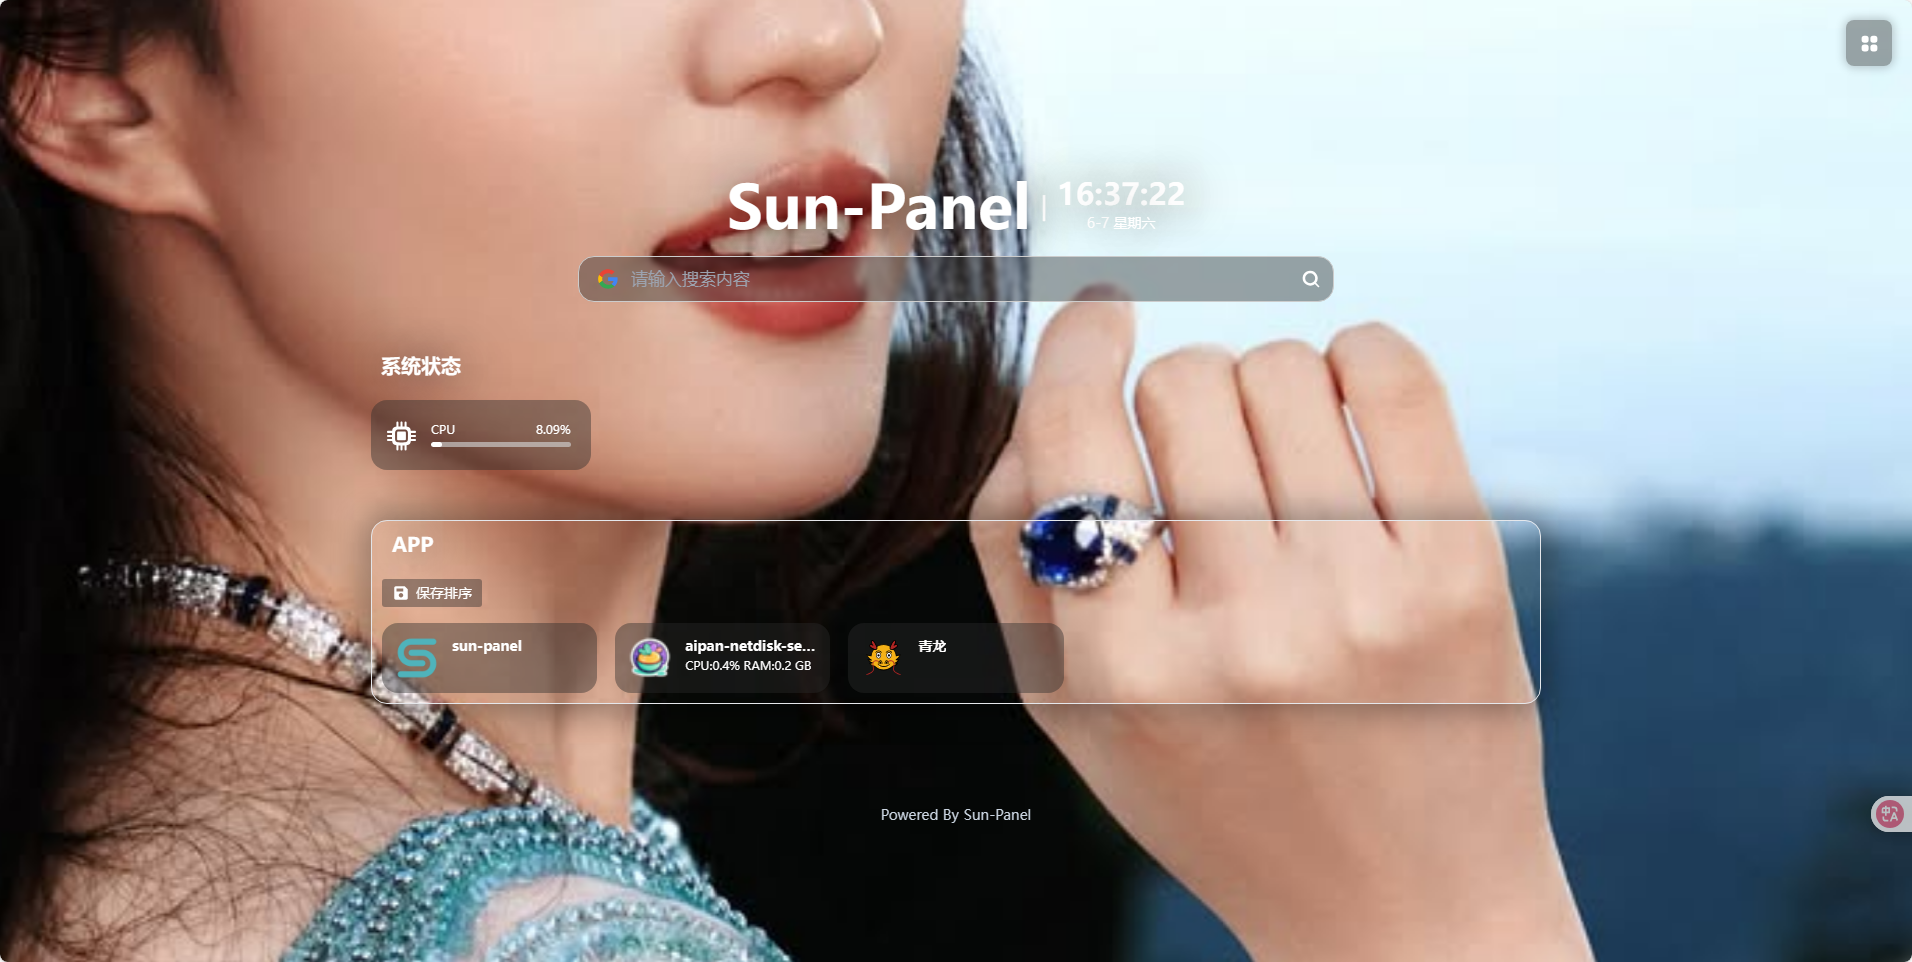 Sun-Panel
16:37:22
6-7 星期六
请输入搜索内容
系统状态
CPU 8.09%
APP
保存排序
sun-panel
aipan-netdisk-se...
CPU:0.4% RAM:0.2 GB
青龙
Powered By Sun-Panel